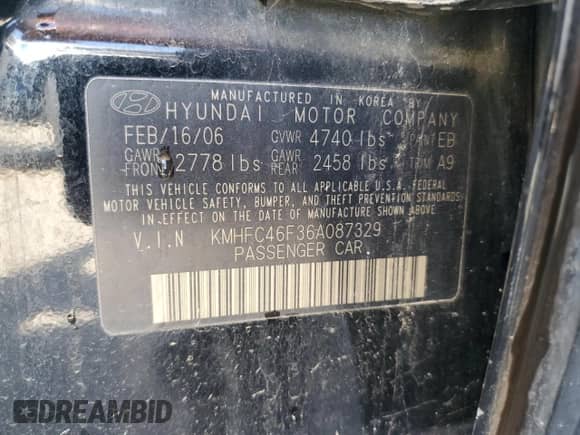 MANUFACTURED IN KOREA BY
HYUNDAI MOTOR COMPANY
FEB/16/06 GVWR 4740 lbs PAINT EB
GAWR FRONT 2778 lbs GAWR REAR 2458 lbs TRIM A9
THIS VEHICLE CONFORMS TO ALL APPLICABLE U.S.A. FEDERAL
MOTOR VEHICLE SAFETY, BUMPER, AND THEFT PREVENTION STANDARDS
IN EFFECT ON THE DATE OF MANUFACTURE SHOWN ABOVE.
V.I.N KMHFC46F36A087329
PASSENGER CAR
DREAMBID